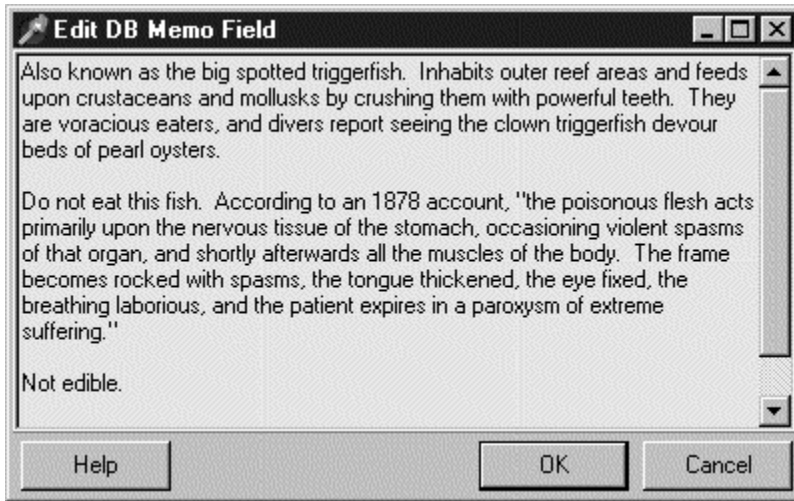 Edit DB Memo Field
Also known as the big spotted triggerfish.  Inhabits outer reef areas and feeds
upon crustaceans and mollusks by crushing them with powerful teeth.  They
are voracious eaters, and divers report seeing the clown triggerfish devour
beds of pearl oysters.
Do not eat this fish.  According to an 1878 account, "the poisonous flesh acts
primarily upon the nervous tissue of the stomach, occasioning violent spasms
of that organ, and shortly afterwards all the muscles of the body.  The frame
becomes rocked with spasms, the tongue thickened, the eye fixed, the
breathing laborious, and the patient expires in a paroxysm of extreme
suffering."
Not edible.
Help OK Cancel